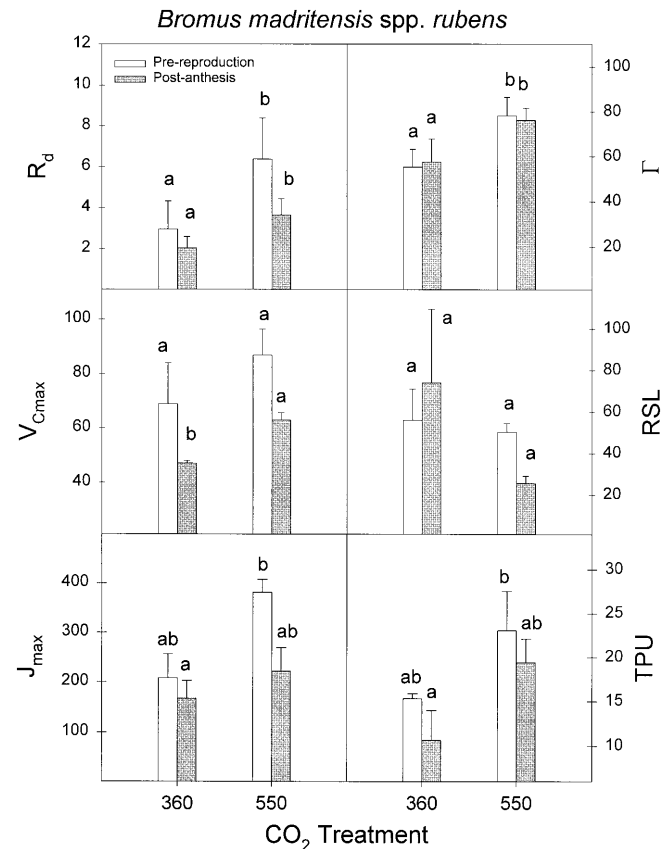 Bromus madritensis spp. rubens
12
10
8
6
4
2
R_d
Pre-reproduction
Post-anthesis
a
a
b
b
a
a
b b
100
80
60
40
20
Γ
100
80
60
40
V_Cmax
a
b
a
a
a
a
a
a
100
80
60
40
20
RSL
400
300
200
100
J_max
ab
a
b
ab
ab
a
b
ab
30
25
20
15
10
TPU
360 550 360 550
CO₂ Treatment